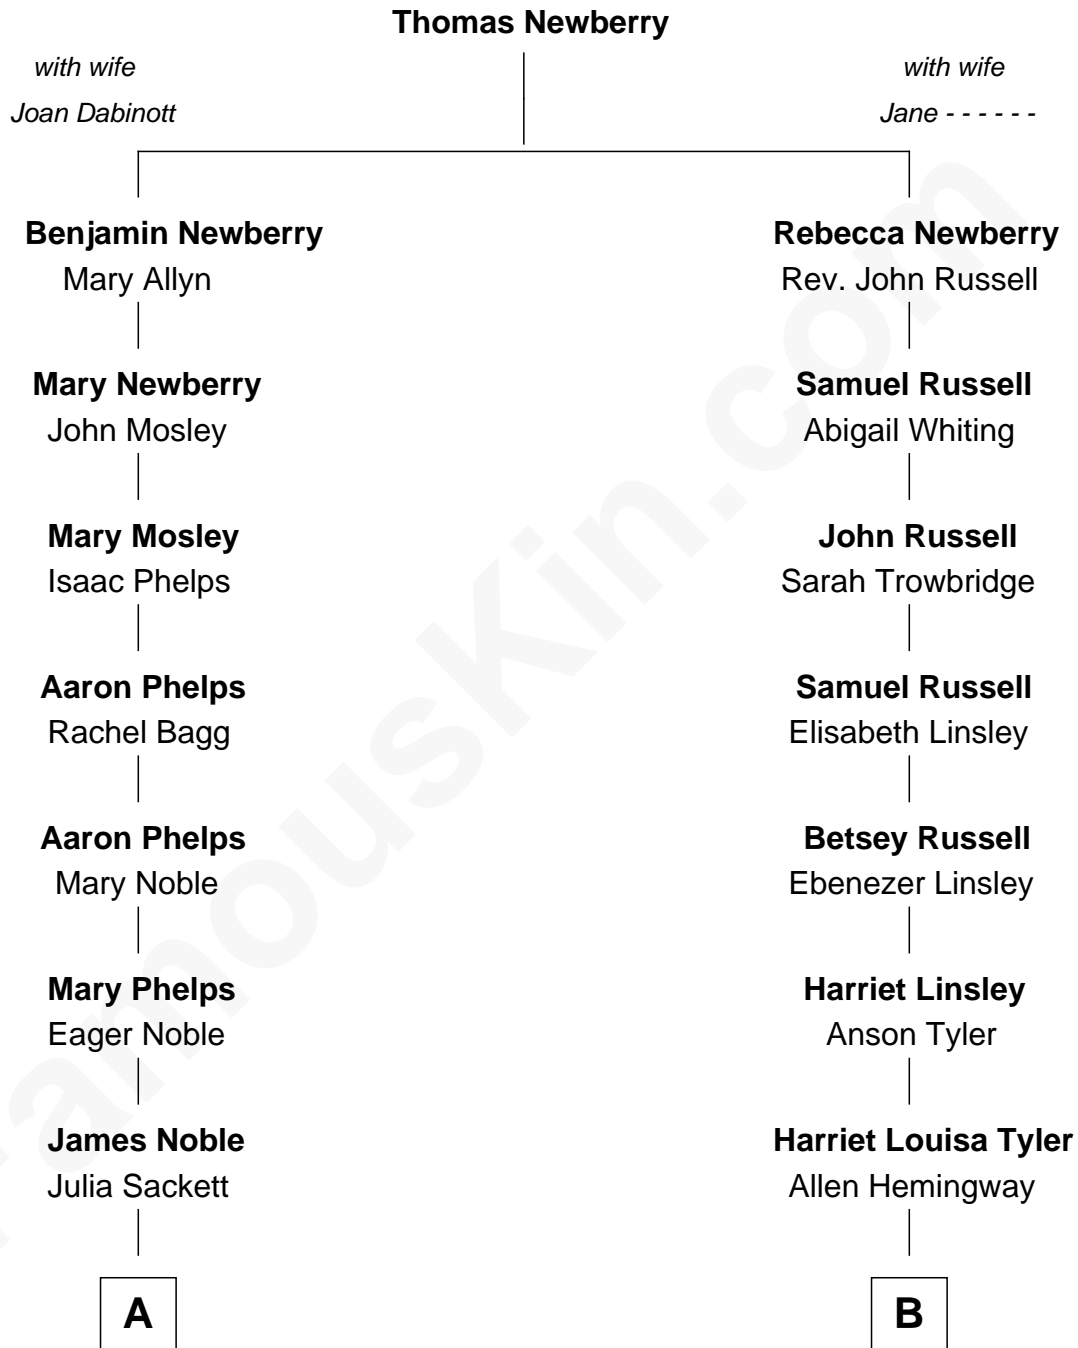 Thomas Newberry
with wife
Joan Dabinott
with wife
Jane - - - - - -
Benjamin Newberry
Mary Allyn
Rebecca Newberry
Rev. John Russell
Mary Newberry
John Mosley
Samuel Russell
Abigail Whiting
Mary Mosley
Isaac Phelps
John Russell
Sarah Trowbridge
Aaron Phelps
Rachel Bagg
Samuel Russell
Elisabeth Linsley
Aaron Phelps
Mary Noble
Betsey Russell
Ebenezer Linsley
Mary Phelps
Eager Noble
Harriet Linsley
Anson Tyler
James Noble
Julia Sackett
Harriet Louisa Tyler
Allen Hemingway
A
B
FamousKin.com